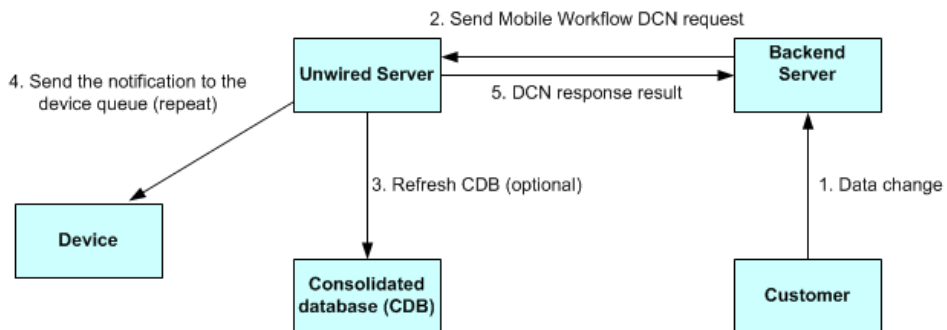 2. Send Mobile Workflow DCN request
Unwired Server
Backend
Server
4. Send the notification to the
device queue (repeat)
5. DCN response result
3. Refresh CDB (optional)
1. Data change
Device
Consolidated
database (CDB)
Customer